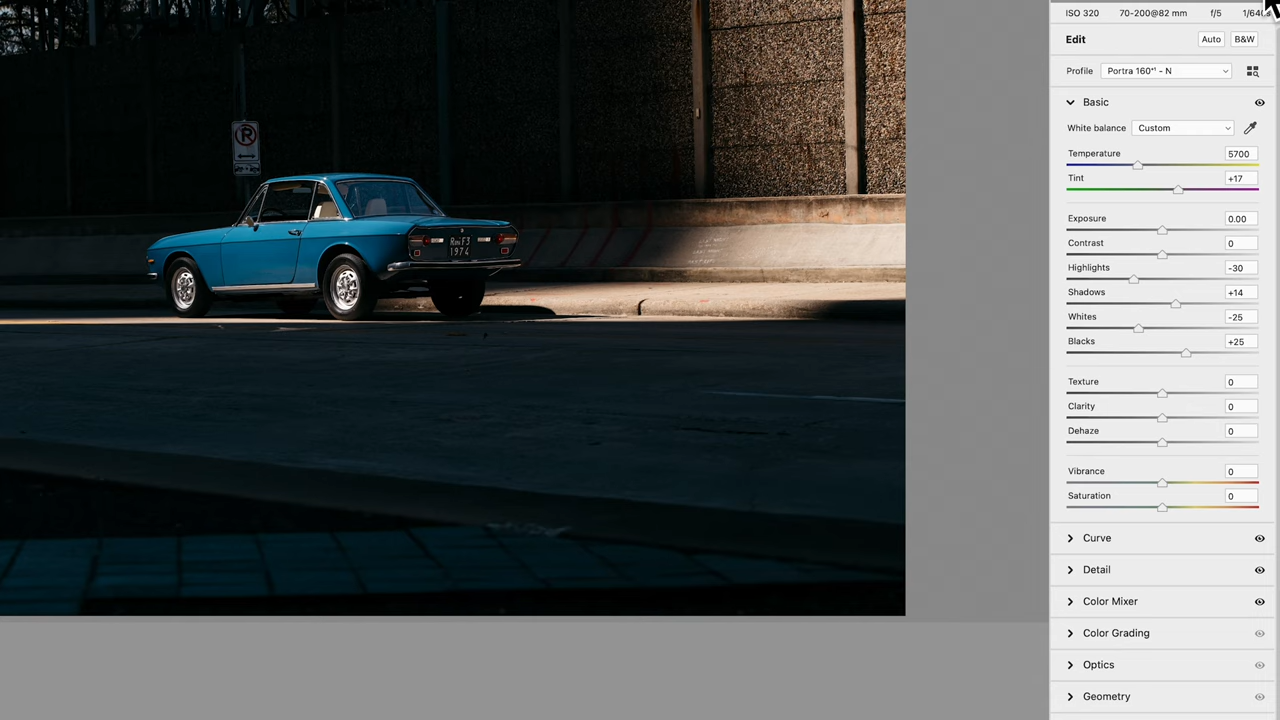 ISO 320 70-200@82 mm f/5
Edit Auto B&W
Profile Portra 160⁺¹ - N
Basic
White balance Custom
Temperature 5700
Tint +17
Exposure 0.00
Contrast 0
Highlights -30
Shadows +14
Whites -25
Blacks +25
Texture 0
Clarity 0
Dehaze 0
Vibrance 0
Saturation 0
Curve
Detail
Color Mixer
Color Grading
Optics
Geometry
R
1974